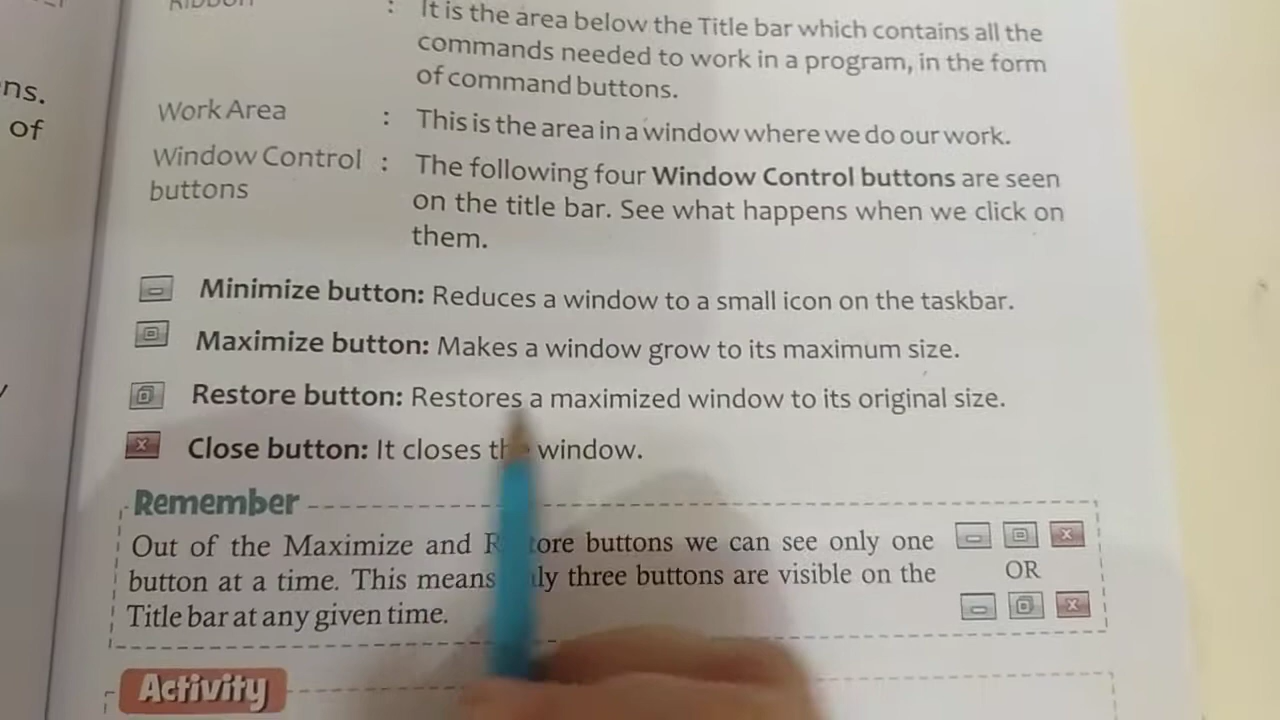 ns.
of
RIBBON : It is the area below the Title bar which contains all the
commands needed to work in a program, in the form
of command buttons.
Work Area : This is the area in a window where we do our work.
Window Control : The following four Window Control buttons are seen
buttons on the title bar. See what happens when we click on
them.
Minimize button: Reduces a window to a small icon on the taskbar.
Maximize button: Makes a window grow to its maximum size.
Restore button: Restores a maximized window to its original size.
Close button: It closes the window.
Remember
Out of the Maximize and Restore buttons we can see only one
button at a time. This means only three buttons are visible on the
Title bar at any given time.
OR
Activity